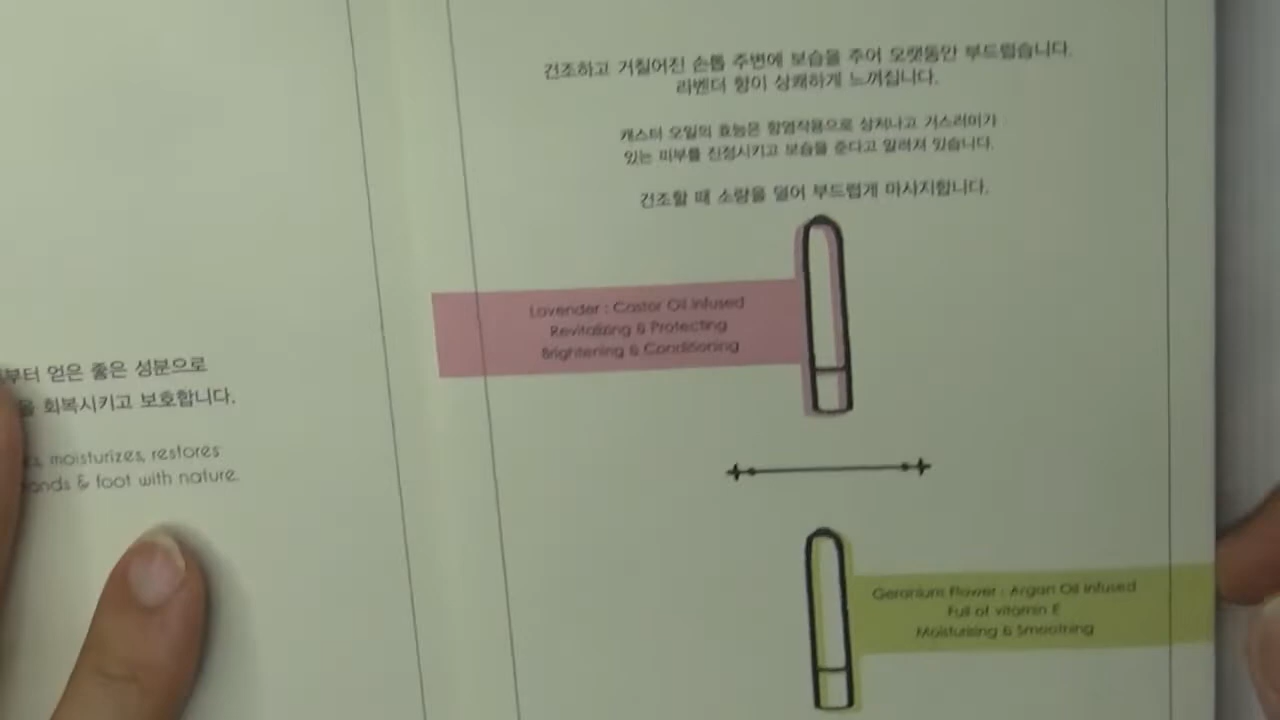 부터 얻은 좋은 성분으로
을 회복시키고 보호합니다.
moisturizes, restores
& foot with nature.
건조하고 거칠어진 손톱 주변에 보습을 주어 오랫동안 부드럽습니다.
라벤더 향이 상쾌하게 느껴집니다.
캐스터 오일의 효능은 항염작용으로 상처나고 거스러미가
있는 피부를 진정시키고 보습을 준다고 알려져 있습니다.
건조할 때 소량을 덜어 부드럽게 마사지합니다.
Lavender : Castor Oil Infused
Revitalizing & Protecting
Brightening & Conditioning
Geranium Flower : Argan Oil Infused
Full of vitamin E
Moisturising & Smoothing